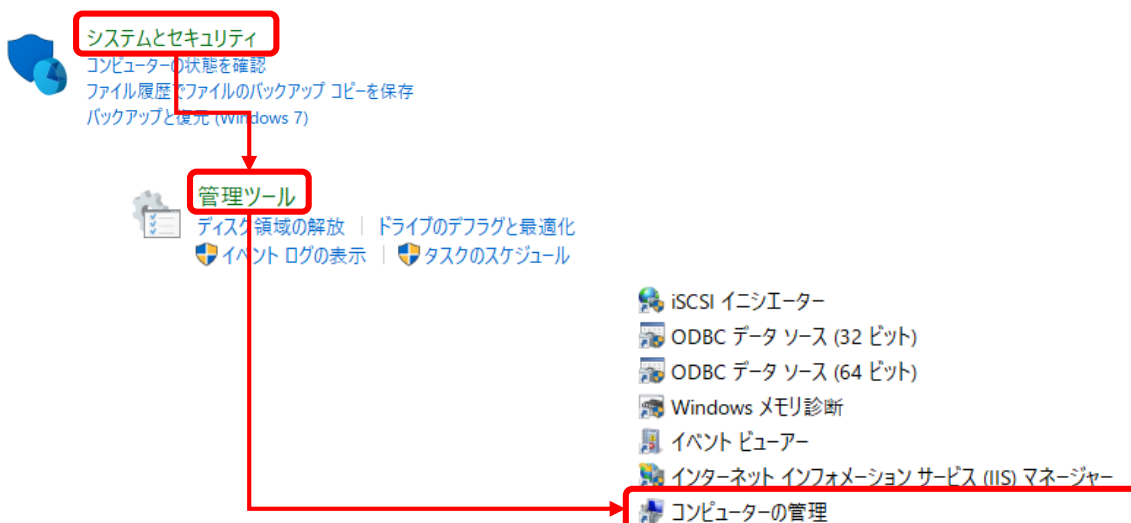 システムとセキュリティ
コンピューターの状態を確認
ファイル履歴でファイルのバックアップ コピーを保存
バックアップと復元 (Windows 7)
管理ツール
ディスク領域の解放 ドライブのデフラグと最適化
イベント ログの表示 タスクのスケジュール
iSCSI イニシエーター
ODBC データ ソース (32 ビット)
ODBC データ ソース (64 ビット)
Windows メモリ診断
イベント ビューアー
インターネット インフォメーション サービス (IIS) マネージャー
コンピューターの管理